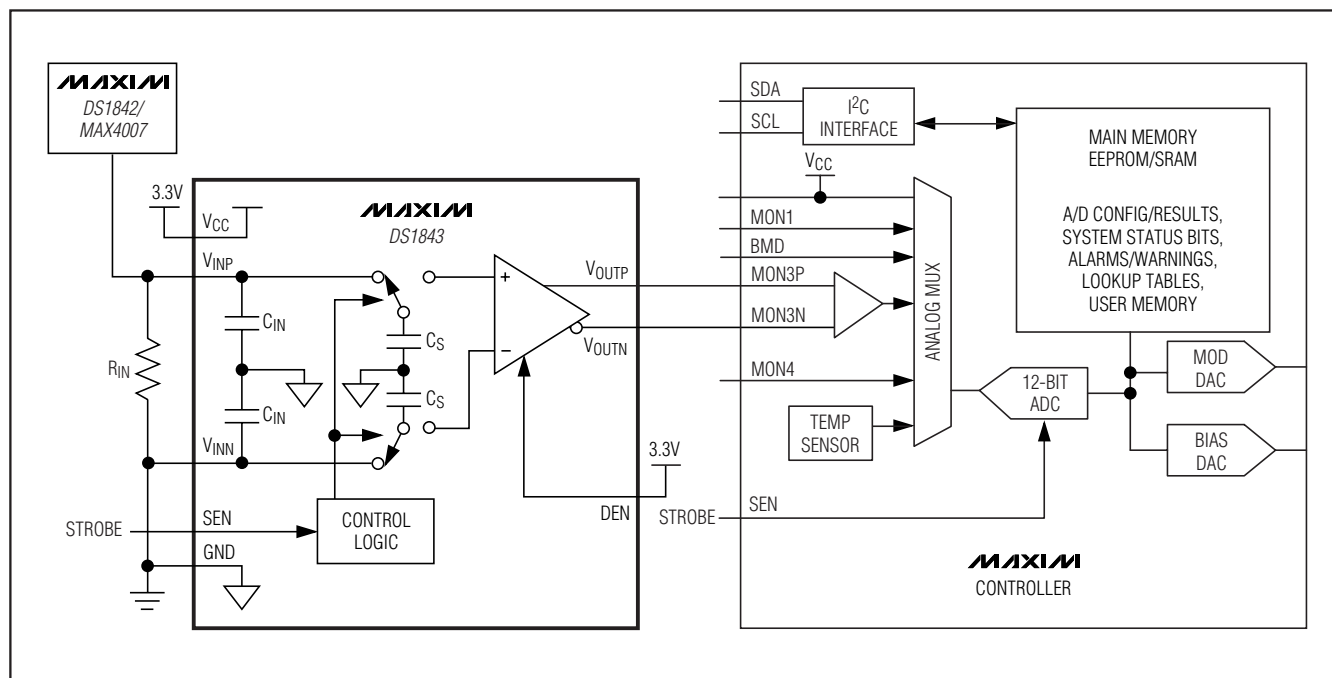 MAXIM
DS1842/
MAX4007
3.3V
VCC
VINP
RIN
CIN
CIN
VINN
STROBE
SEN
GND
MAXIM
DS1843
CS
CS
CONTROL
LOGIC
VOUTP
VOUTN
3.3V
DEN
SDA
SCL
I2C
INTERFACE
VCC
MON1
BMD
MON3P
MON3N
MON4
ANALOG MUX
TEMP
SENSOR
STROBE
SEN
12-BIT
ADC
MAIN MEMORY
EEPROM/SRAM
A/D CONFIG/RESULTS,
SYSTEM STATUS BITS,
ALARMS/WARNINGS,
LOOKUP TABLES,
USER MEMORY
MOD
DAC
BIAS
DAC
MAXIM
CONTROLLER